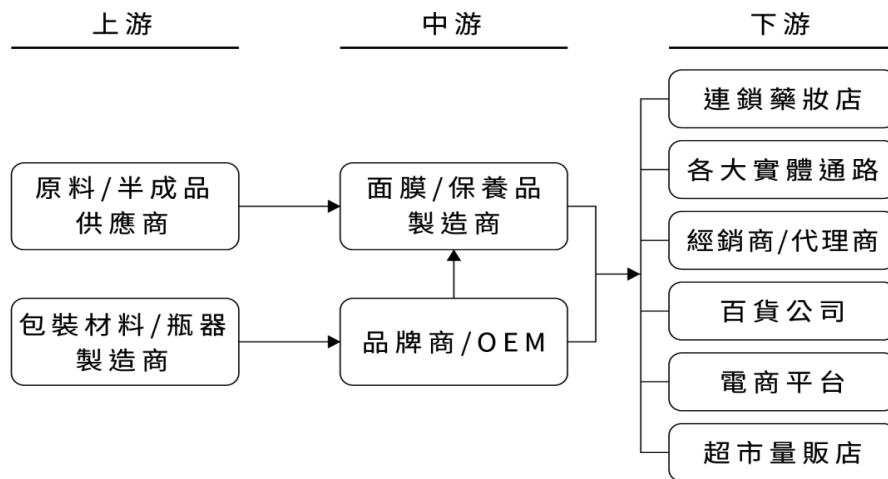 上游
中游
下游
連鎖藥妝店
原料/半成品
供應商
面膜/保養品
製造商
各大實體通路
經銷商/代理商
包裝材料/瓶器
製造商
品牌商/OEM
百貨公司
電商平台
超市量販店